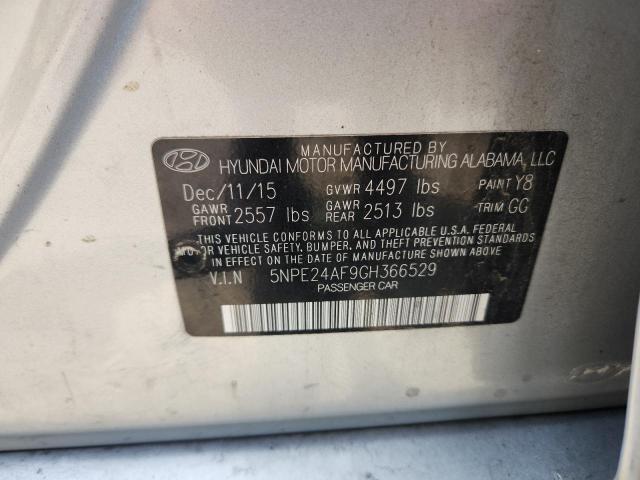 MANUFACTURED BY
HYUNDAI MOTOR MANUFACTURING ALABAMA, LLC
Dec/11/15 GVWR 4497 lbs PAINT Y8
GAWR FRONT 2557 lbs GAWR REAR 2513 lbs TRIM GG
THIS VEHICLE CONFORMS TO ALL APPLICABLE U.S.A. FEDERAL
MOTOR VEHICLE SAFETY, BUMPER, AND THEFT PREVENTION STANDARDS
IN EFFECT ON THE DATE OF MANUFACTURE SHOWN ABOVE
V.I.N 5NPE24AF9GH366529
PASSENGER CAR